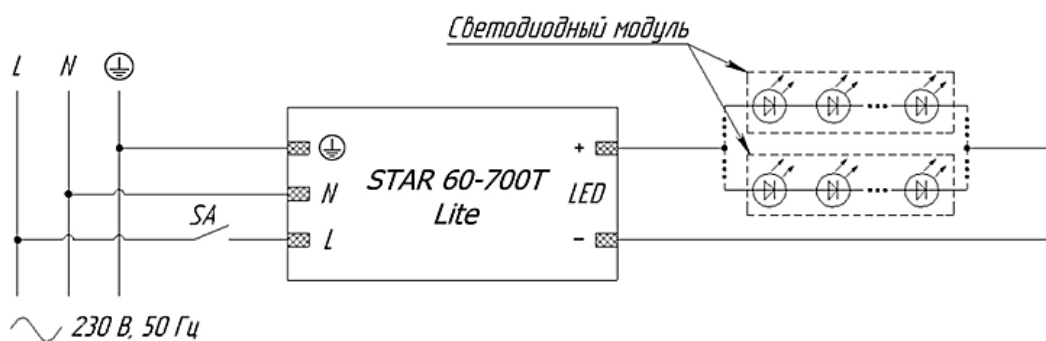 Светодиодный модуль
L N
+
STAR 60-700T
Lite
N
LED
SA
L
-
230 В, 50 Гц